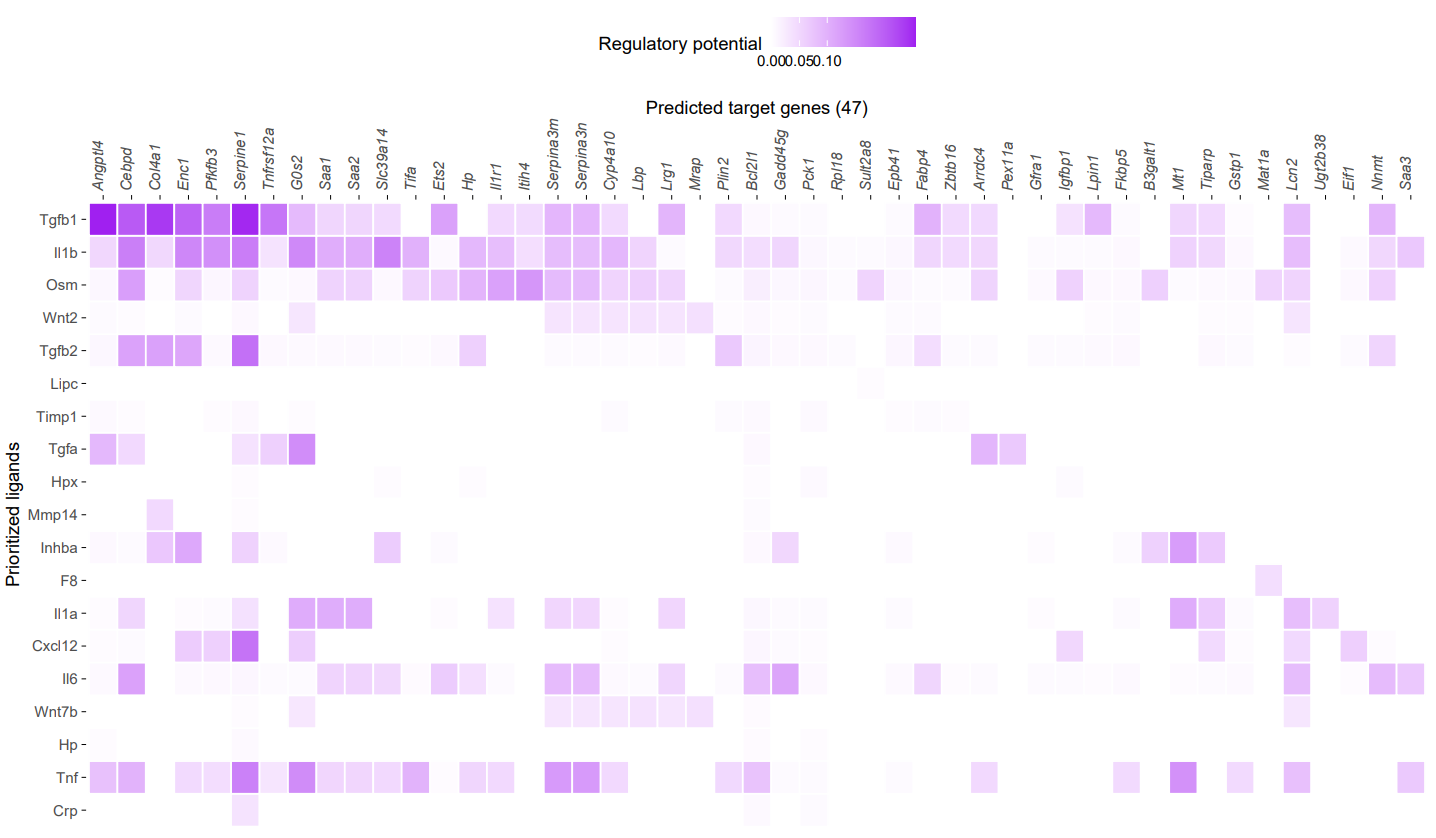 Regulatory potential
0.000.050.10
Predicted target genes (47)
Angptl4
Cebpd
Col4a1
Enc1
Pfkfb3
Serpine1
Tnfrsf12a
G0s2
Saa1
Saa2
Slc39a14
Tifa
Ets2
Hp
Il1r1
Itih4
Serpina3m
Serpina3n
Cyp4a10
Lbp
Lrg1
Mrap
Plin2
Bcl2l1
Gadd45g
Pck1
Rpl18
Sult2a8
Epb41
Fabp4
Zbtb16
Arrdc4
Pex11a
Gfra1
Igfbp1
Lpin1
Fkbp5
B3galt1
Mt1
Tiparp
Gstp1
Mat1a
Lcn2
Ugt2b38
Eif1
Nnmt
Saa3
Prioritized ligands
Tgfb1
Il1b
Osm
Wnt2
Tgfb2
Lipc
Timp1
Tgfa
Hpx
Mmp14
Inhba
F8
Il1a
Cxcl12
Il6
Wnt7b
Hp
Tnf
Crp